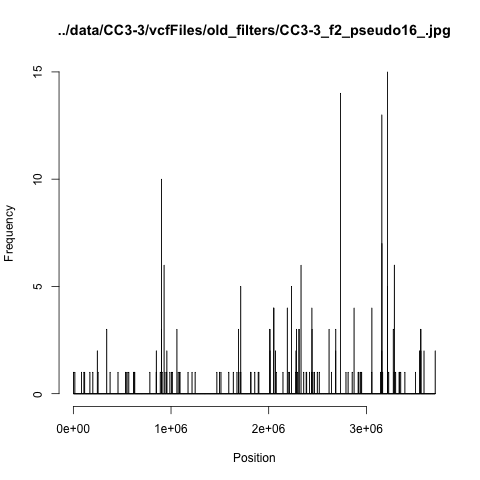 ../data/CC3-3/vcfFiles/old_filters/CC3-3_f2_pseudo16_.jpg
15
10
5
0
Frequency
0e+00 1e+06 2e+06 3e+06
Position